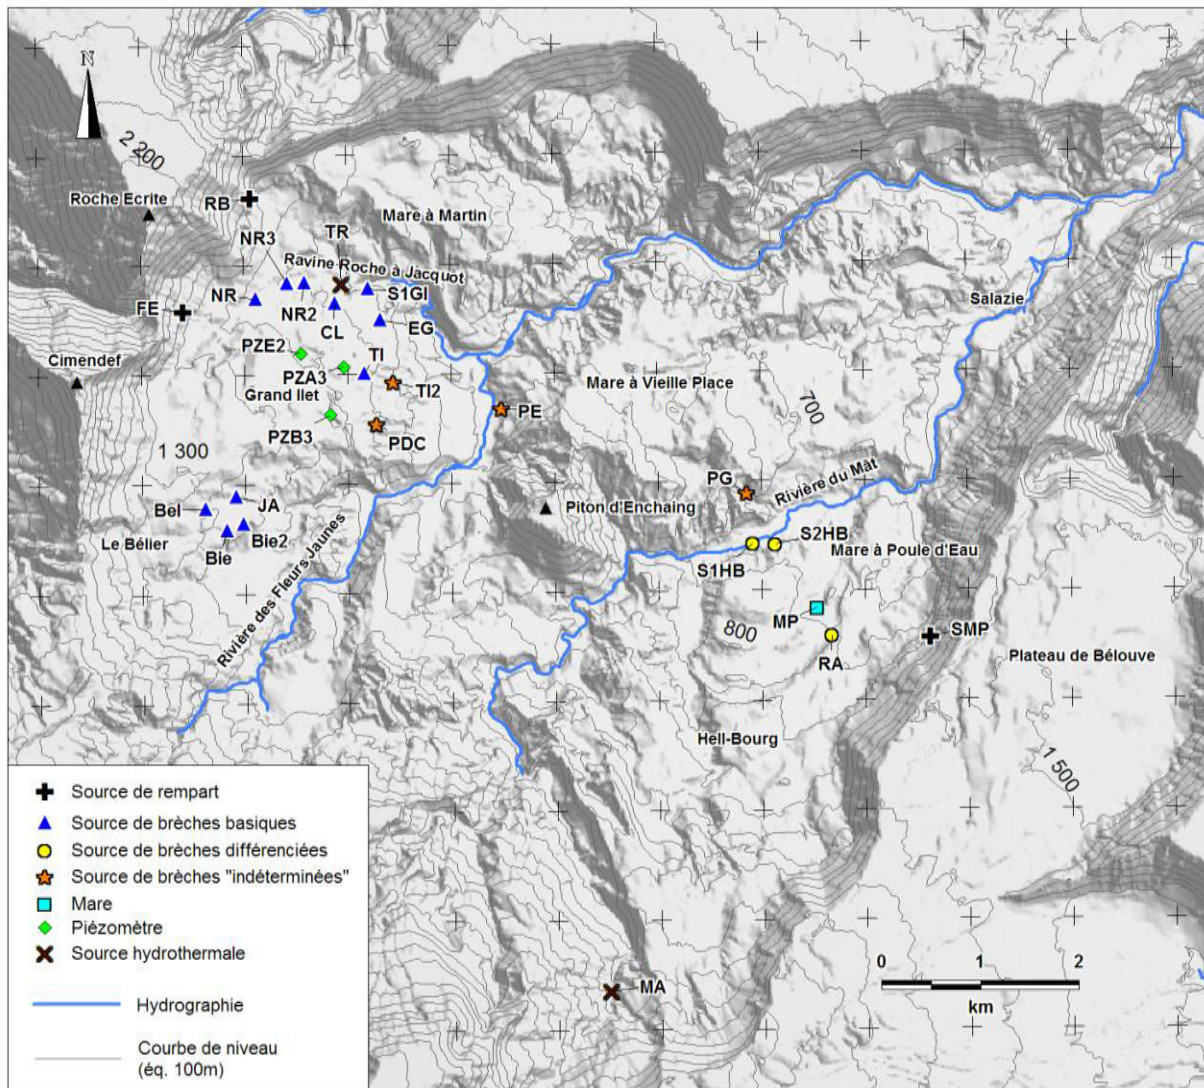 N
2 200
Roche Ecrite
RB
Mare à Martin
NR3
TR
Ravine Roche à Jacquot
NR
S1GI
FE
NR2
CL
EG
Salazie
PZE2
TI
Cimendef
PZA3
TI2
Mare à Vieille Place
Grand Ilet
700
PZB3
PDC
PE
1 300
PG
Rivière du Mât
Bel
JA
Piton d'Enchaing
Le Bélier
Bie2
Bie
S2HB
Mare à Poule d'Eau
S1HB
Rivière des Fleurs Jaunes
MP
800
SMP
RA
Plateau de Bélouve
Hell-Bourg
1 500
Source de rempart
Source de brèches basiques
Source de brèches différenciées
Source de brèches "indéterminées"
Mare
Piézomètre
Source hydrothermale
Hydrographie
Courbe de niveau
(éq. 100m)
MA
0 1 2
km